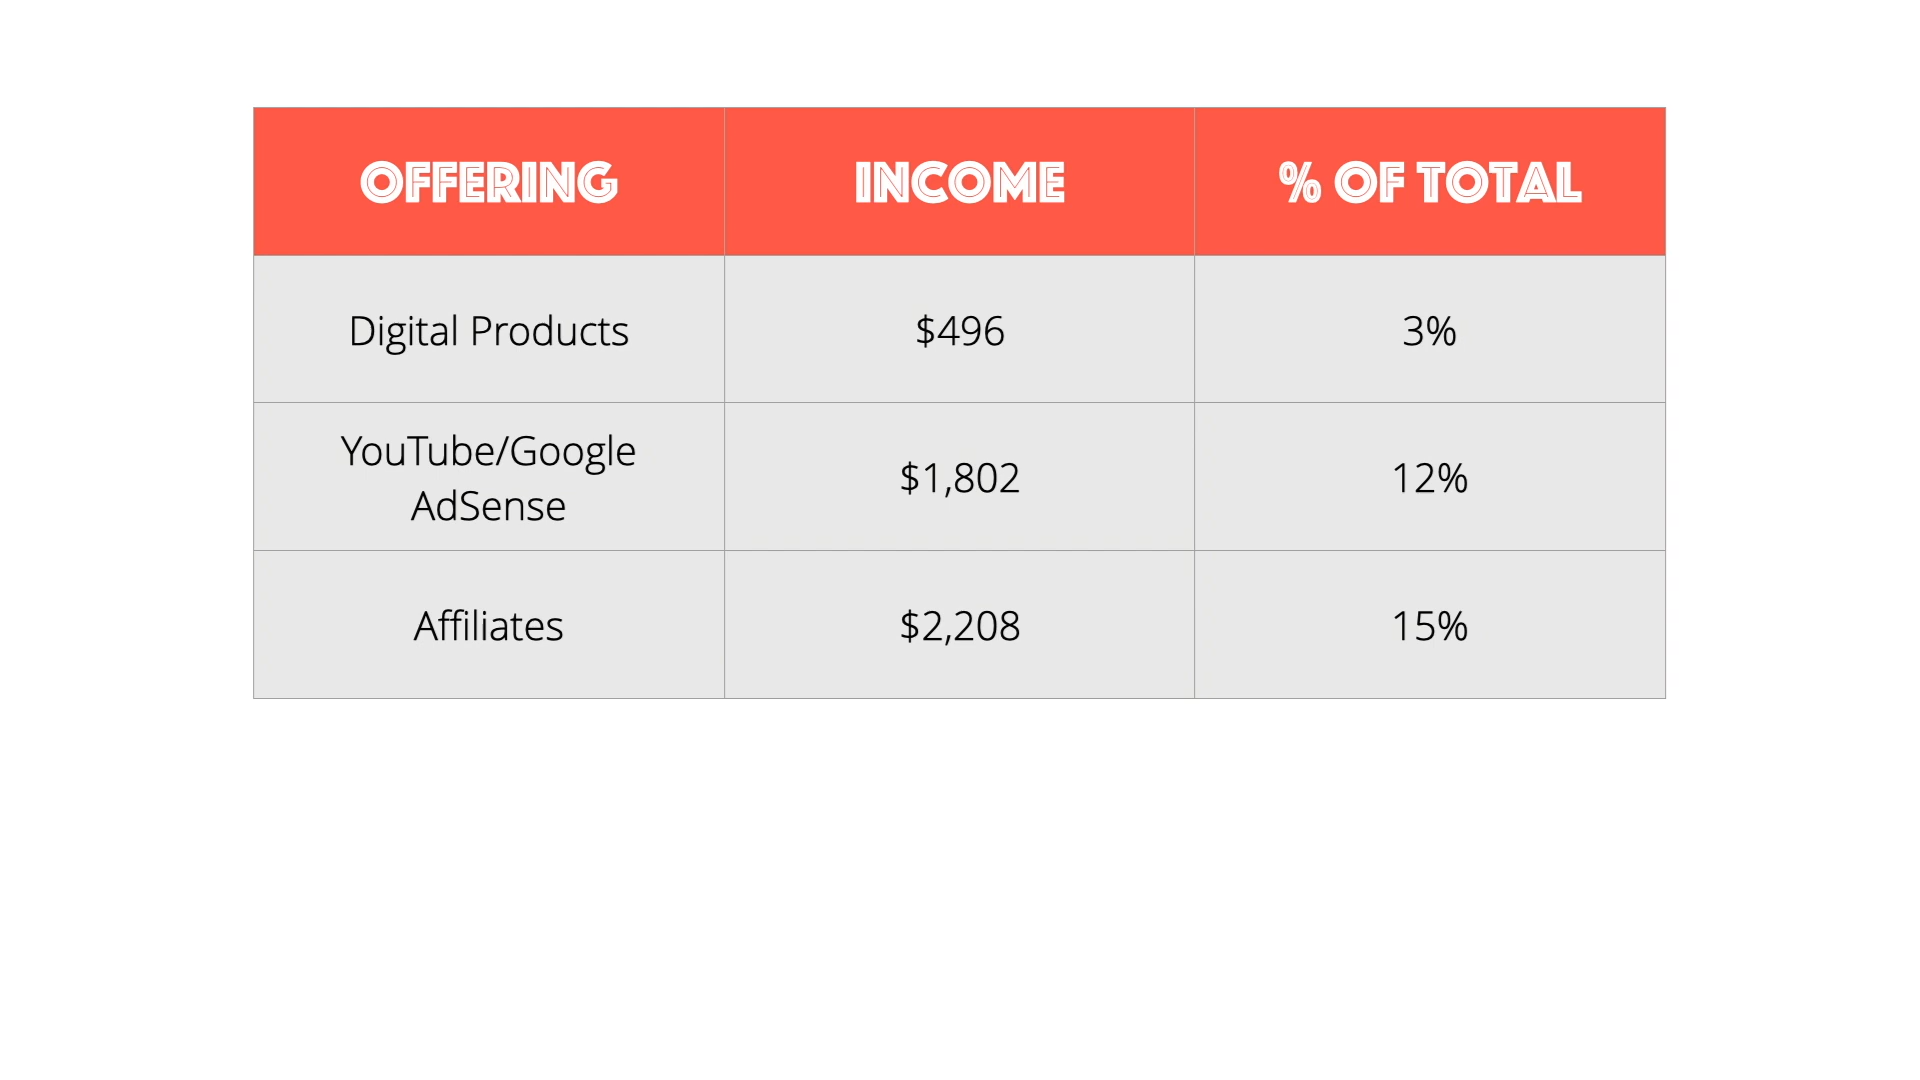 OFFERING INCOME % OF TOTAL
Digital Products $496 3%
YouTube/Google
AdSense $1,802 12%
Affiliates $2,208 15%